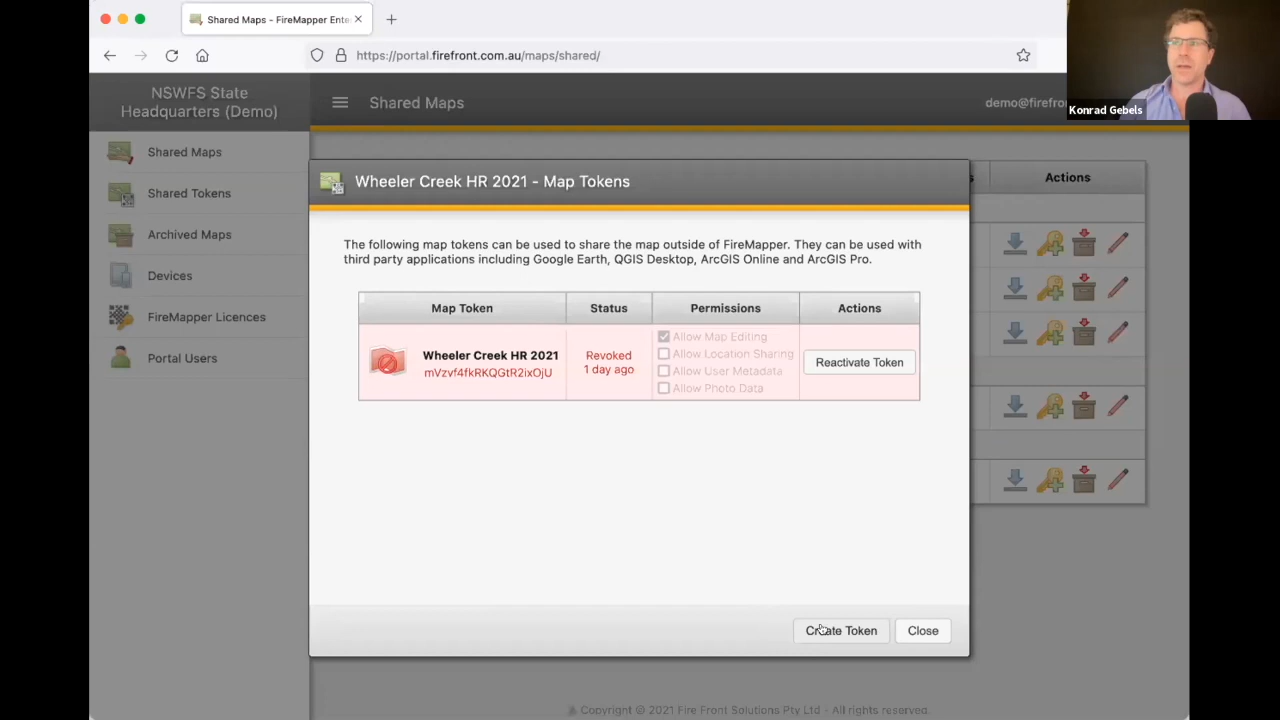 Shared Maps - FireMapper Ente
https://portal.firefront.com.au/maps/shared/
Konrad Gebels
NSWFS State
Headquarters (Demo)
Shared Maps
demo@firefro
Shared Maps
Shared Tokens
Archived Maps
Devices
FireMapper Licences
Portal Users
s
Actions
Wheeler Creek HR 2021 - Map Tokens
The following map tokens can be used to share the map outside of FireMapper. They can be used with
third party applications including Google Earth, QGIS Desktop, ArcGIS Online and ArcGIS Pro.
Map Token
Status
Permissions
Actions
Wheeler Creek HR 2021
mVzvf4fkRKQGtR2ixOjU
Revoked
1 day ago
Allow Map Editing
Allow Location Sharing
Allow User Metadata
Allow Photo Data
Reactivate Token
Create Token
Close
Copyright © 2021 Fire Front Solutions Pty Ltd - All rights reserved.